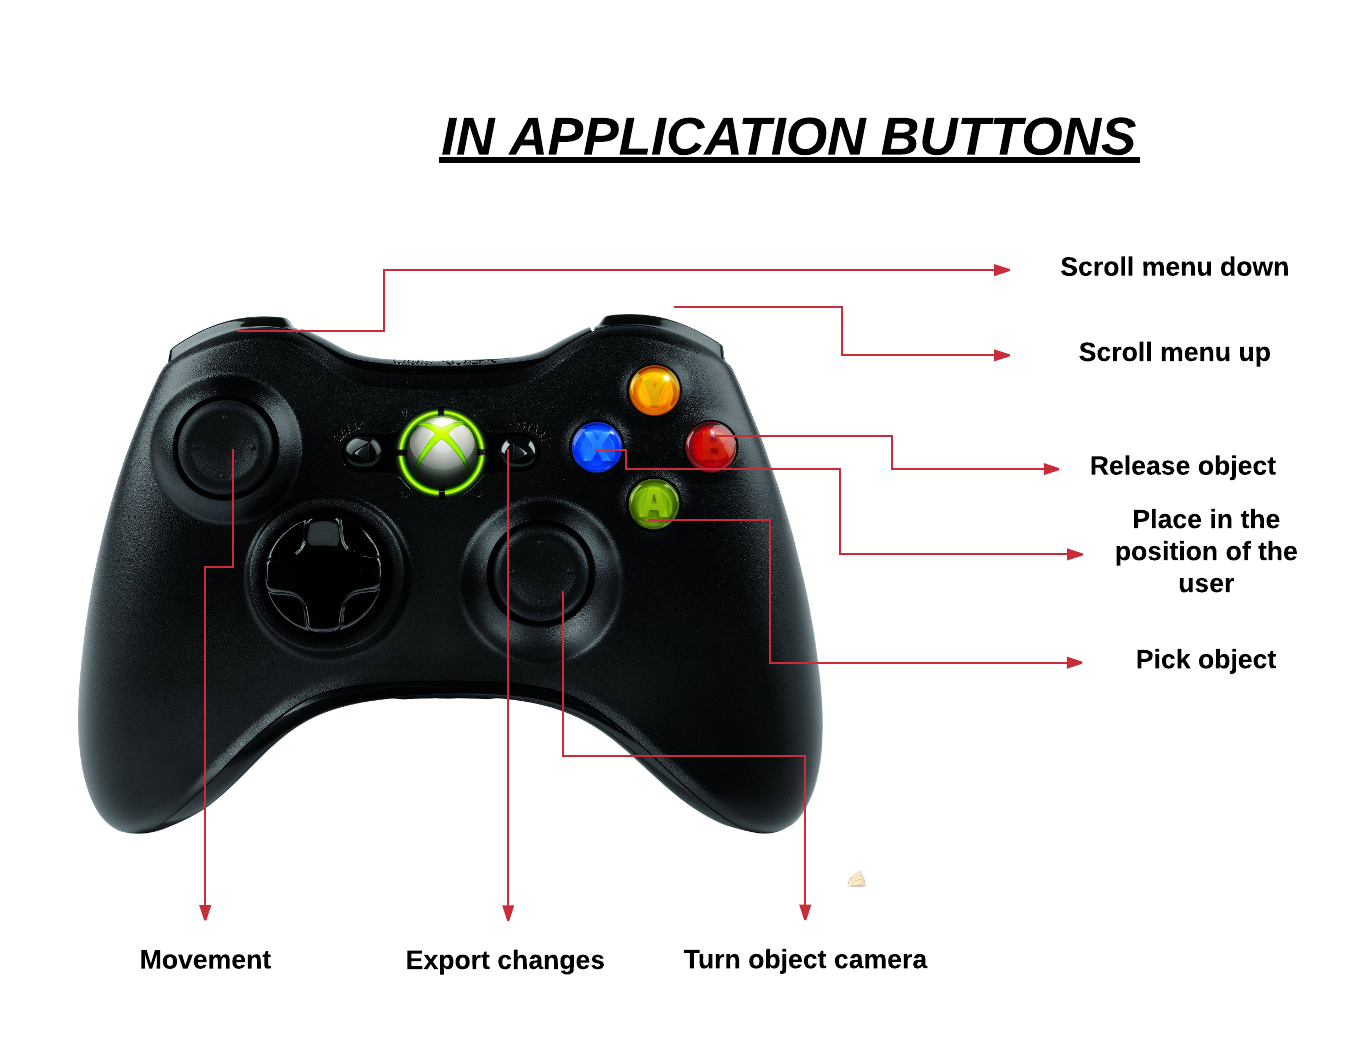 IN APPLICATION BUTTONS
Scroll menu down
Scroll menu up
Y
X
B
Release object
A
Place in the
position of the
user
Pick object
Movement
Export changes
Turn object camera